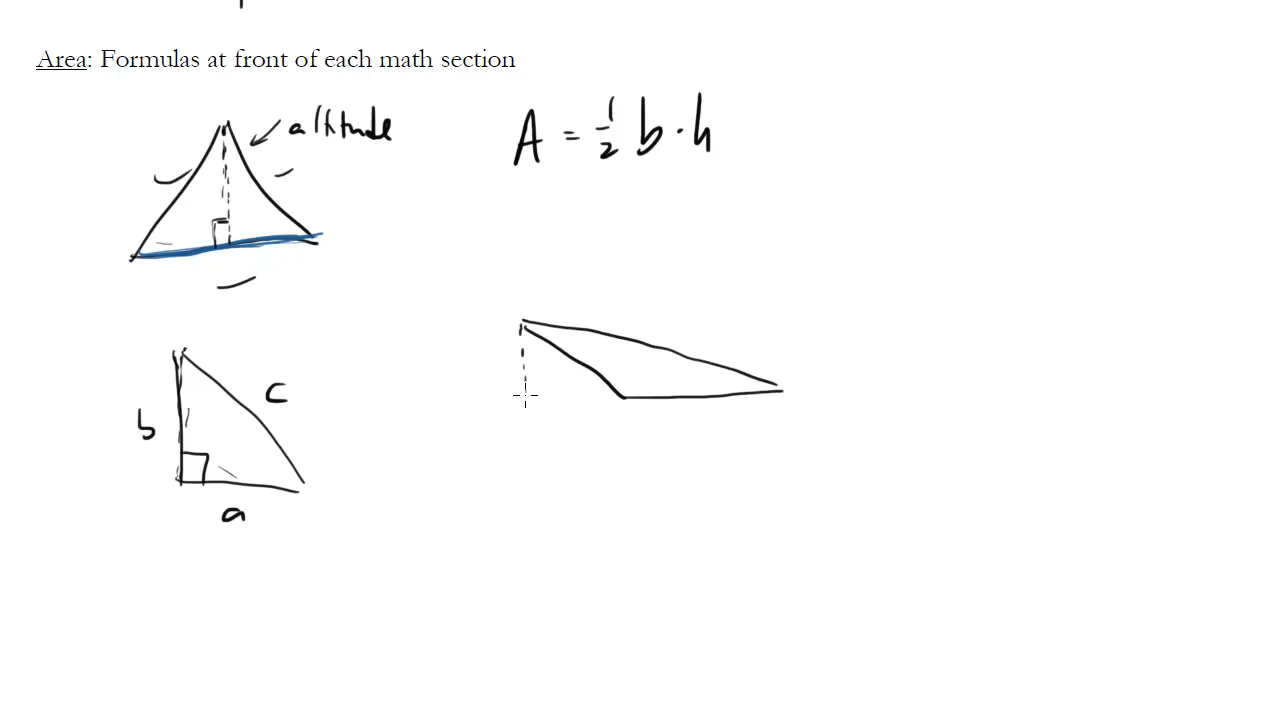 Area: Formulas at front of each math section
altitude
A = 1/2 b · h
b
c
a